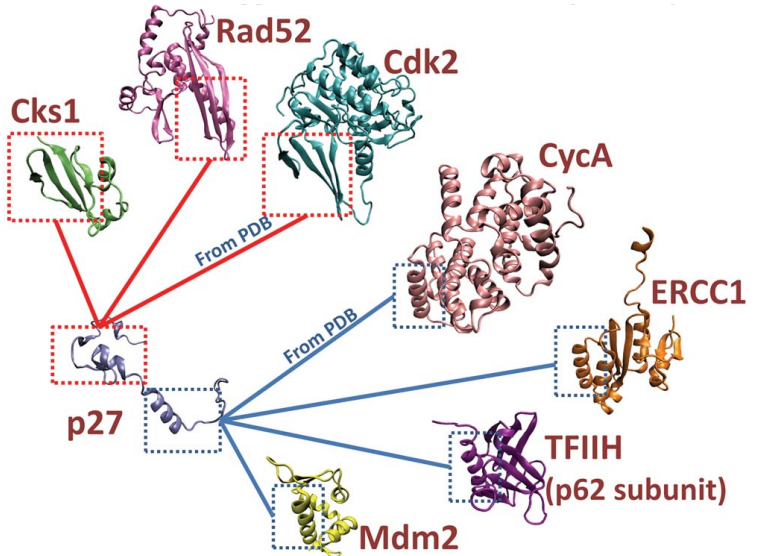 Rad52
Cdk2
Cks1
CycA
From PDB
ERCC1
From PDB
p27
TFIIH
(p62 subunit)
Mdm2